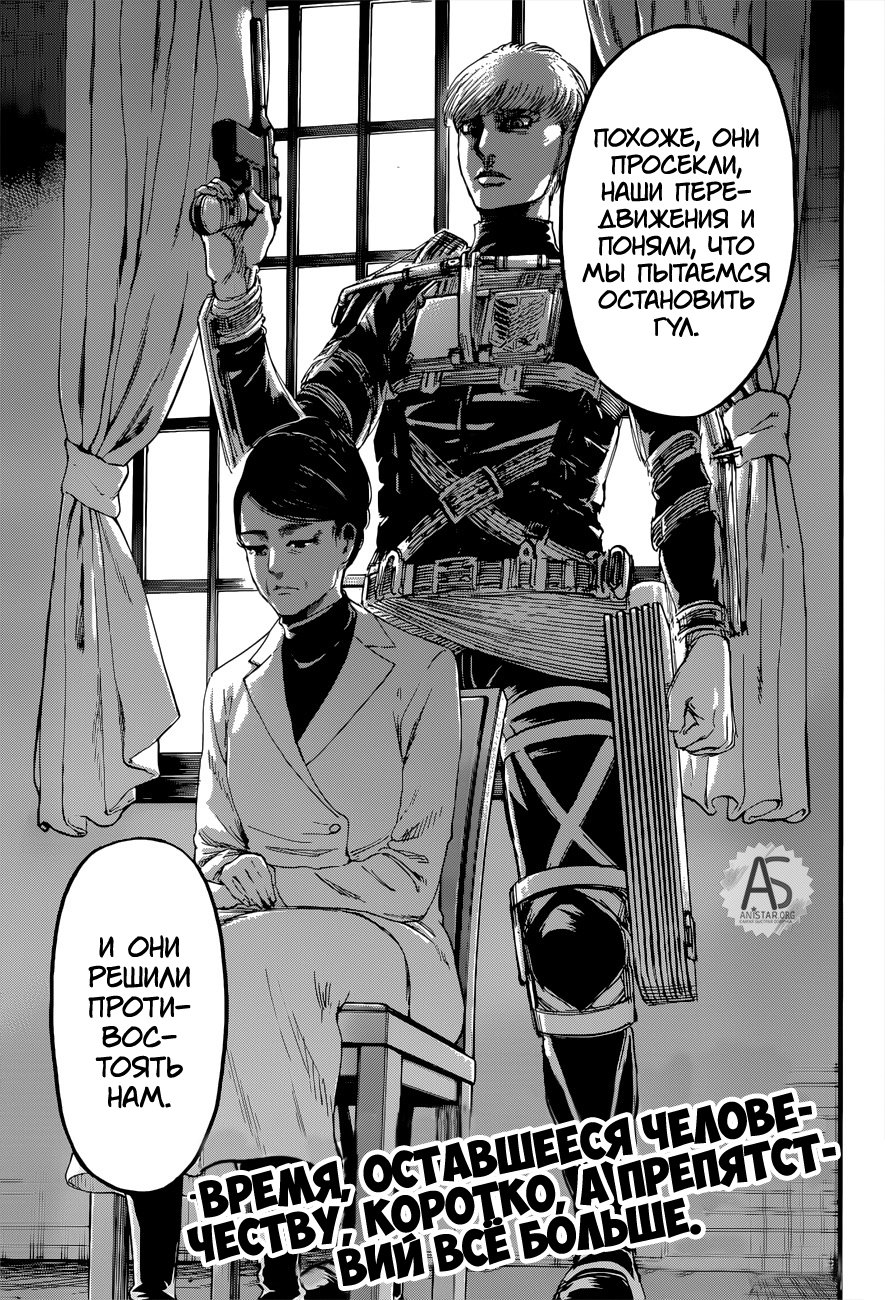 ПОХОЖЕ, ОНИ
ПРОСЕКЛИ,
НАШИ ПЕРЕ-
ДВИЖЕНИЯ И
ПОНЯЛИ, ЧТО
МЫ ПЫТАЕМСЯ
ОСТАНОВИТЬ
ГУЛ.
И ОНИ
РЕШИЛИ
ПРОТИ-
ВОС-
ТОЯТЬ
НАМ.
AS
ANISTAR.ORG
-ВРЕМЯ, ОСТАВШЕЕСЯ ЧЕЛОВЕ-
ЧЕСТВУ, КОРОТКО, А ПРЕПЯТСТ-
ВИЙ ВСЁ БОЛЬШЕ.